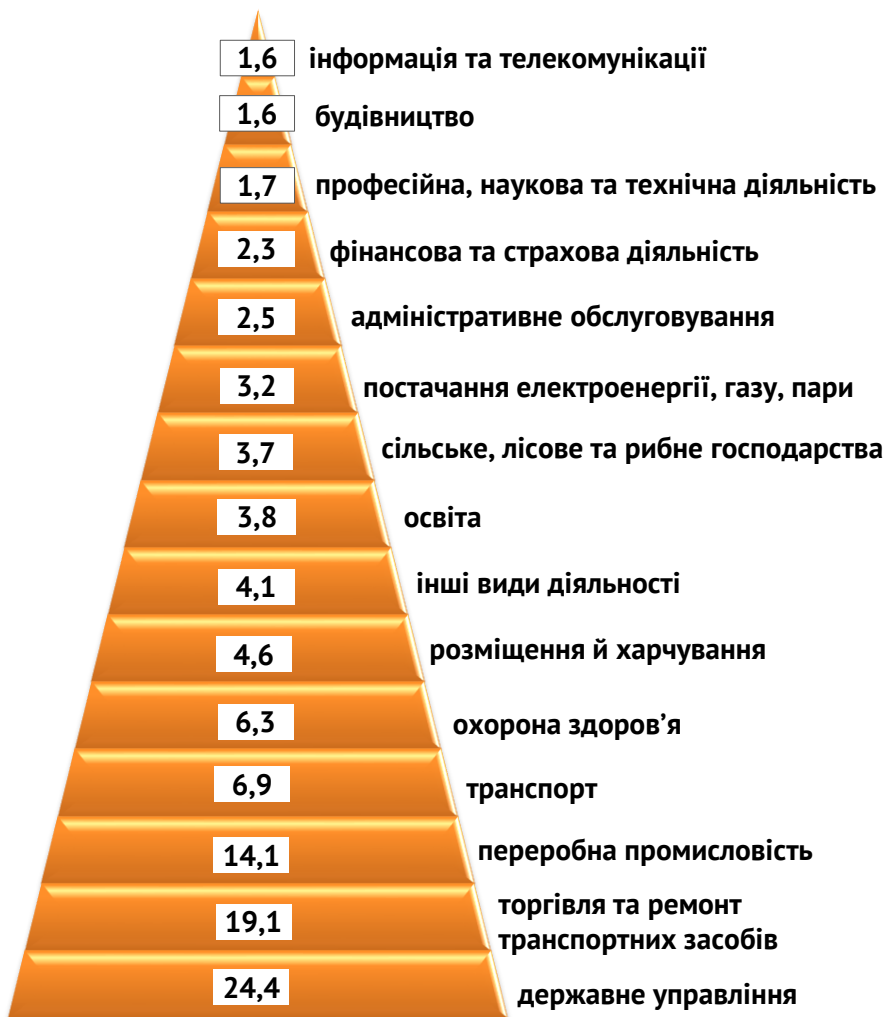 1,6 інформація та телекомунікації
1,6 будівництво
1,7 професійна, наукова та технічна діяльність
2,3 фінансова та страхова діяльність
2,5 адміністративне обслуговування
3,2 постачання електроенергії, газу, пари
3,7 сільське, лісове та рибне господарства
3,8 освіта
4,1 інші види діяльності
4,6 розміщення й харчування
6,3 охорона здоров’я
6,9 транспорт
14,1 переробна промисловість
19,1 торгівля та ремонт
транспортних засобів
24,4 державне управління